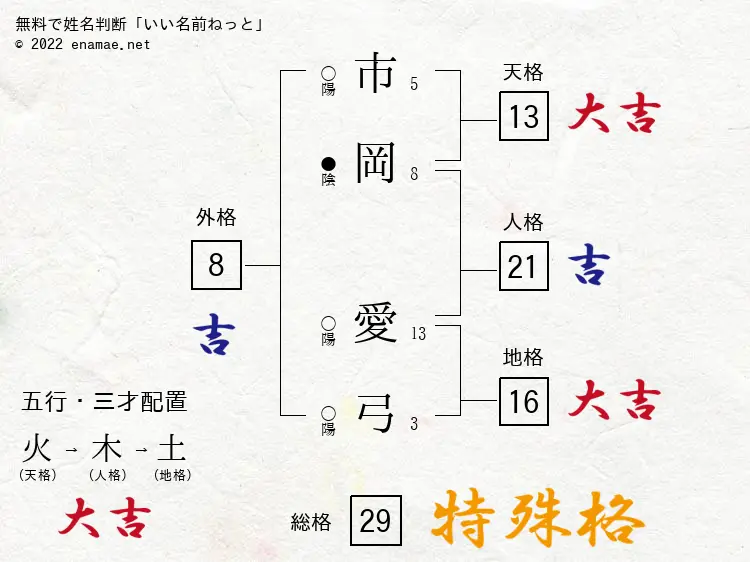 無料で姓名判断「いい名前ねっと」
© 2022 enamae.net
○陽 市 5
●陰 岡 8
○陽 愛 13
○陽 弓 3
天格
13 大吉
人格
21 吉
地格
16 大吉
外格
8
吉
五行・三才配置
火→木→土
(天格) (人格) (地格)
大吉
総格 29 特殊格